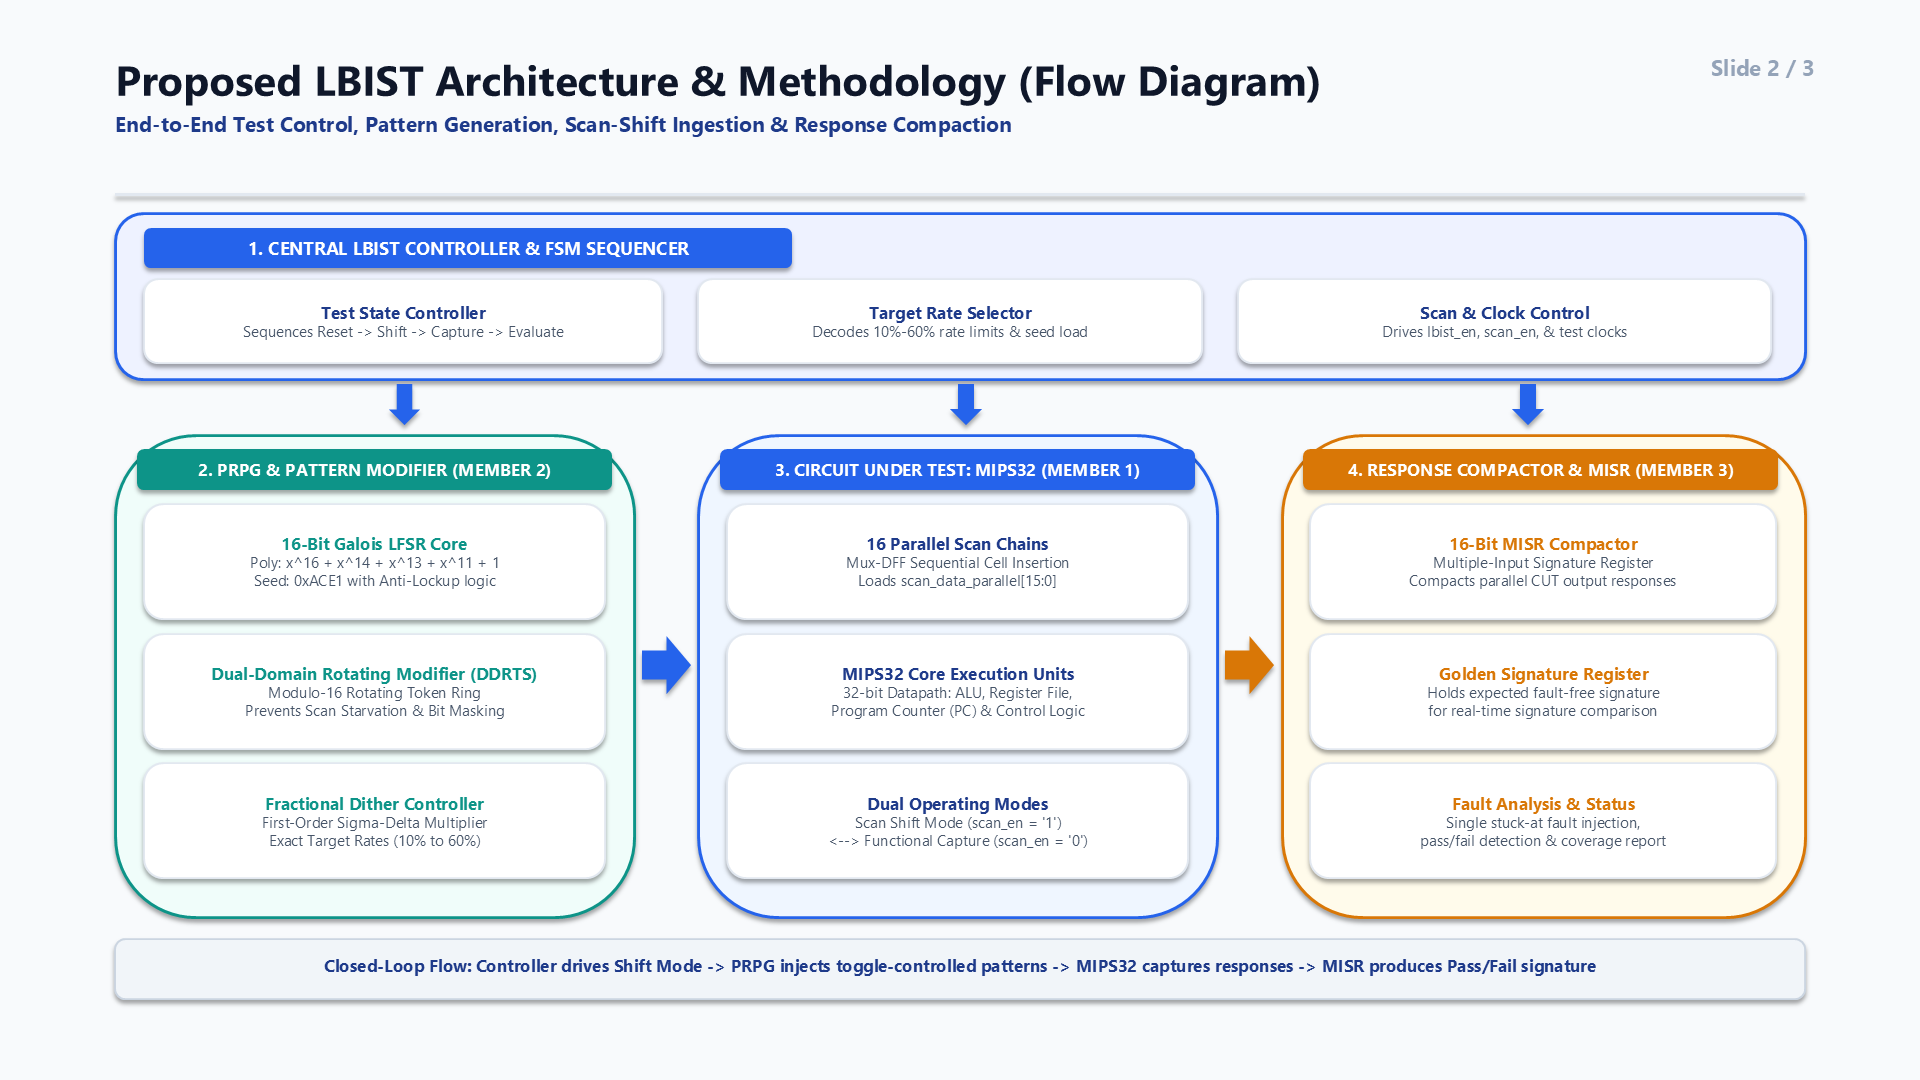 Proposed LBIST Architecture & Methodology (Flow Diagram)
Slide 2 / 3
End-to-End Test Control, Pattern Generation, Scan-Shift Ingestion & Response Compaction
1. CENTRAL LBIST CONTROLLER & FSM SEQUENCER
Test State Controller
Sequences Reset -> Shift -> Capture -> Evaluate
Target Rate Selector
Decodes 10%-60% rate limits & seed load
Scan & Clock Control
Drives lbist_en, scan_en, & test clocks
2. PRPG & PATTERN MODIFIER (MEMBER 2)
16-Bit Galois LFSR Core
Poly: x^16 + x^14 + x^13 + x^11 + 1
Seed: 0xACE1 with Anti-Lockup logic
Dual-Domain Rotating Modifier (DDRTS)
Modulo-16 Rotating Token Ring
Prevents Scan Starvation & Bit Masking
Fractional Dither Controller
First-Order Sigma-Delta Multiplier
Exact Target Rates (10% to 60%)
3. CIRCUIT UNDER TEST: MIPS32 (MEMBER 1)
16 Parallel Scan Chains
Mux-DFF Sequential Cell Insertion
Loads scan_data_parallel[15:0]
MIPS32 Core Execution Units
32-bit Datapath: ALU, Register File,
Program Counter (PC) & Control Logic
Dual Operating Modes
Scan Shift Mode (scan_en = '1')
<--> Functional Capture (scan_en = '0')
4. RESPONSE COMPACTOR & MISR (MEMBER 3)
16-Bit MISR Compactor
Multiple-Input Signature Register
Compacts parallel CUT output responses
Golden Signature Register
Holds expected fault-free signature
for real-time signature comparison
Fault Analysis & Status
Single stuck-at fault injection,
pass/fail detection & coverage report
Closed-Loop Flow: Controller drives Shift Mode -> PRPG injects toggle-controlled patterns -> MIPS32 captures responses -> MISR produces Pass/Fail signature